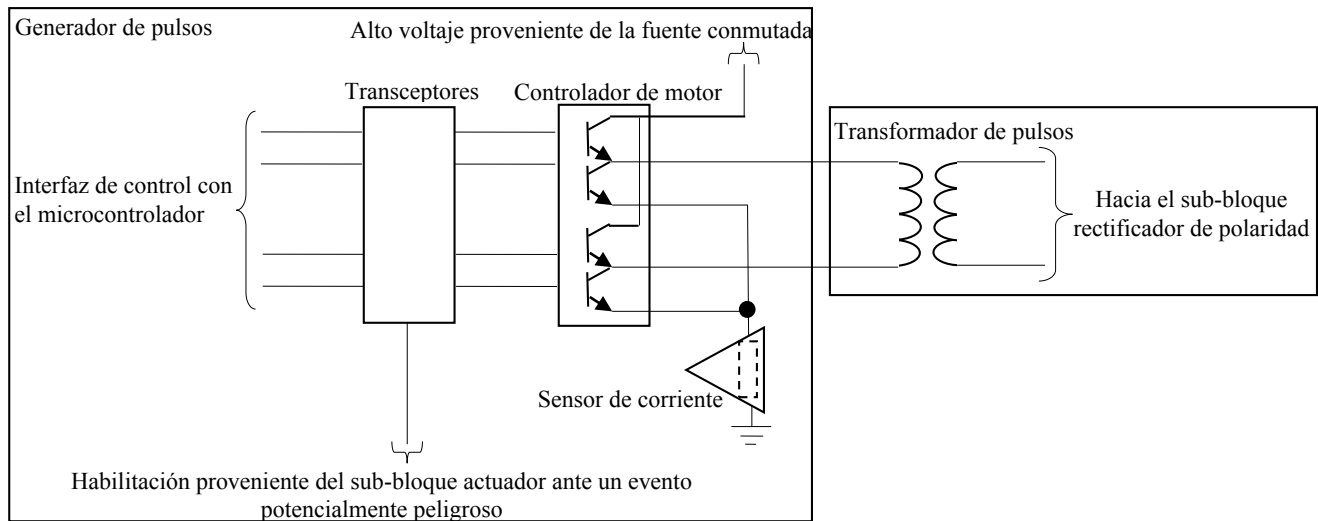 Generador de pulsos
Alto voltaje proveniente de la fuente conmutada
Transceptores
Controlador de motor
Interfaz de control con
el microcontrolador
Sensor de corriente
Habilitación proveniente del sub-bloque actuador ante un evento
potencialmente peligroso
Transformador de pulsos
Hacia el sub-bloque
rectificador de polaridad